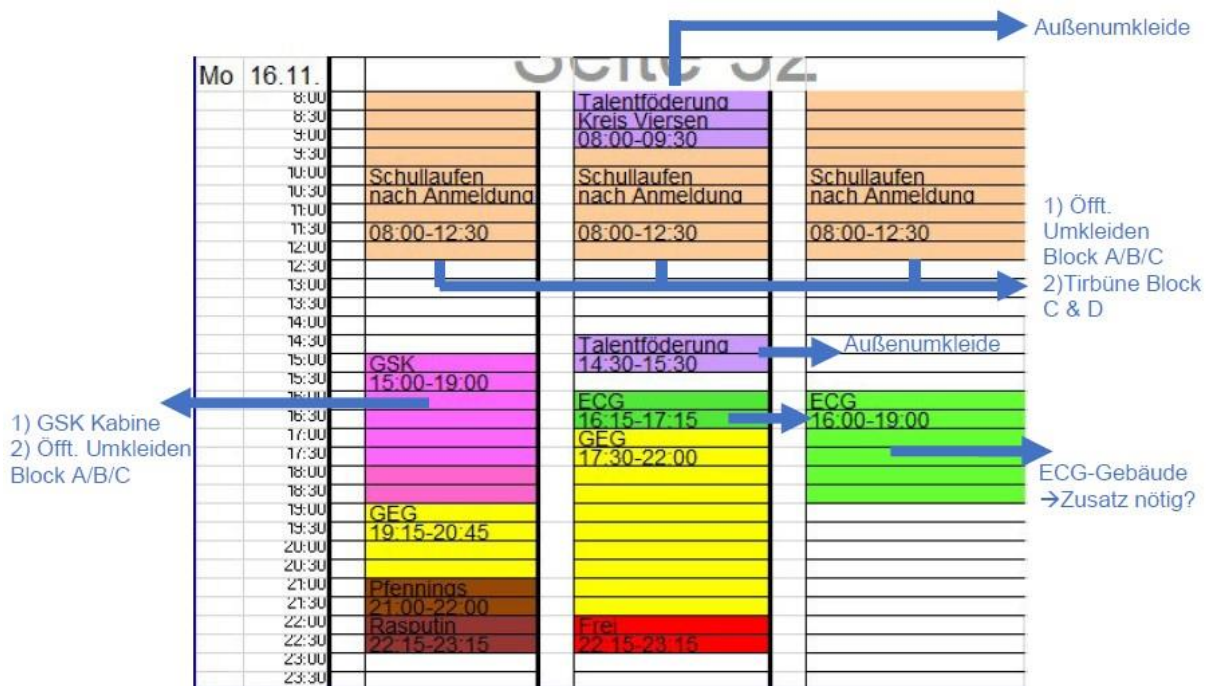 Außenumkleide
Seite 32
Mo 16.11.
8:00
8:30
9:00
9:30
10:00
10:30
11:00
11:30
12:00
12:30
13:00
13:30
14:00
14:30
15:00
15:30
16:00
16:30
17:00
17:30
18:00
18:30
19:00
19:30
20:00
20:30
21:00
21:30
22:00
22:30
23:00
23:30
Schullaufen
nach Anmeldung
08:00-12:30
GSK
15:00-19:00
GEG
19:15-20:45
Pfennings
21:00-22:00
Rasputin
22:15-23:15
Talentföderung
Kreis Viersen
08:00-09:30
Schullaufen
nach Anmeldung
08:00-12:30
Talentföderung
14:30-15:30
ECG
16:15-17:15
GEG
17:30-22:00
Frei
22:15-23:15
Schullaufen
nach Anmeldung
08:00-12:30
ECG
16:00-19:00
1) Öfft.
Umkleiden
Block A/B/C
2)Tirbüne Block
C & D
Außenumkleide
1) GSK Kabine
2) Öfft. Umkleiden
Block A/B/C
ECG-Gebäude
→Zusatz nötig?